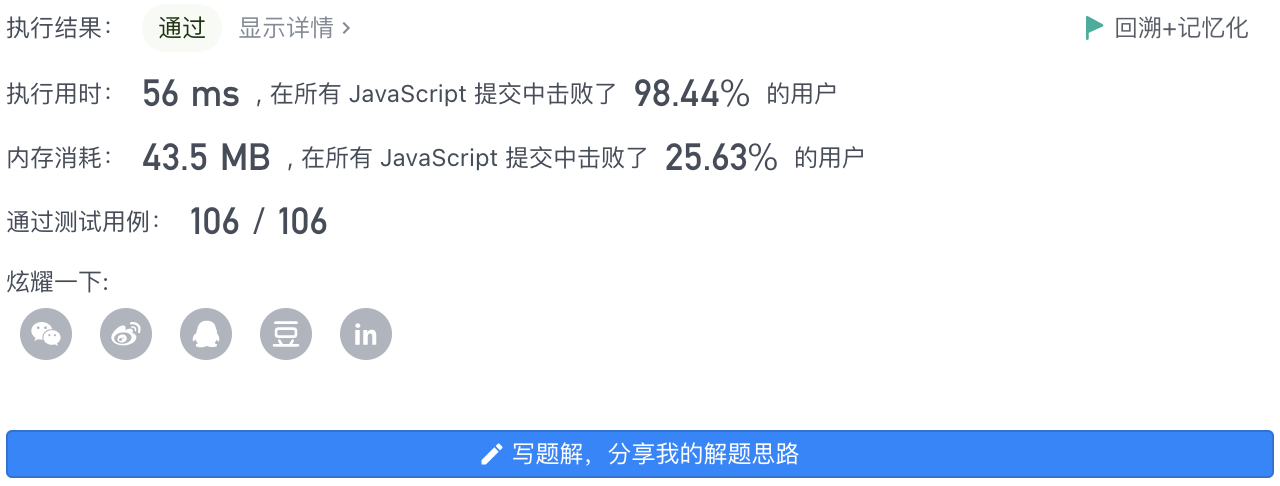 执行结果： 通过 显示详情 > 回溯+记忆化
执行用时： 56 ms , 在所有 JavaScript 提交中击败了 98.44% 的用户
内存消耗： 43.5 MB , 在所有 JavaScript 提交中击败了 25.63% 的用户
通过测试用例： 106 / 106
炫耀一下:
豆 in
写题解，分享我的解题思路